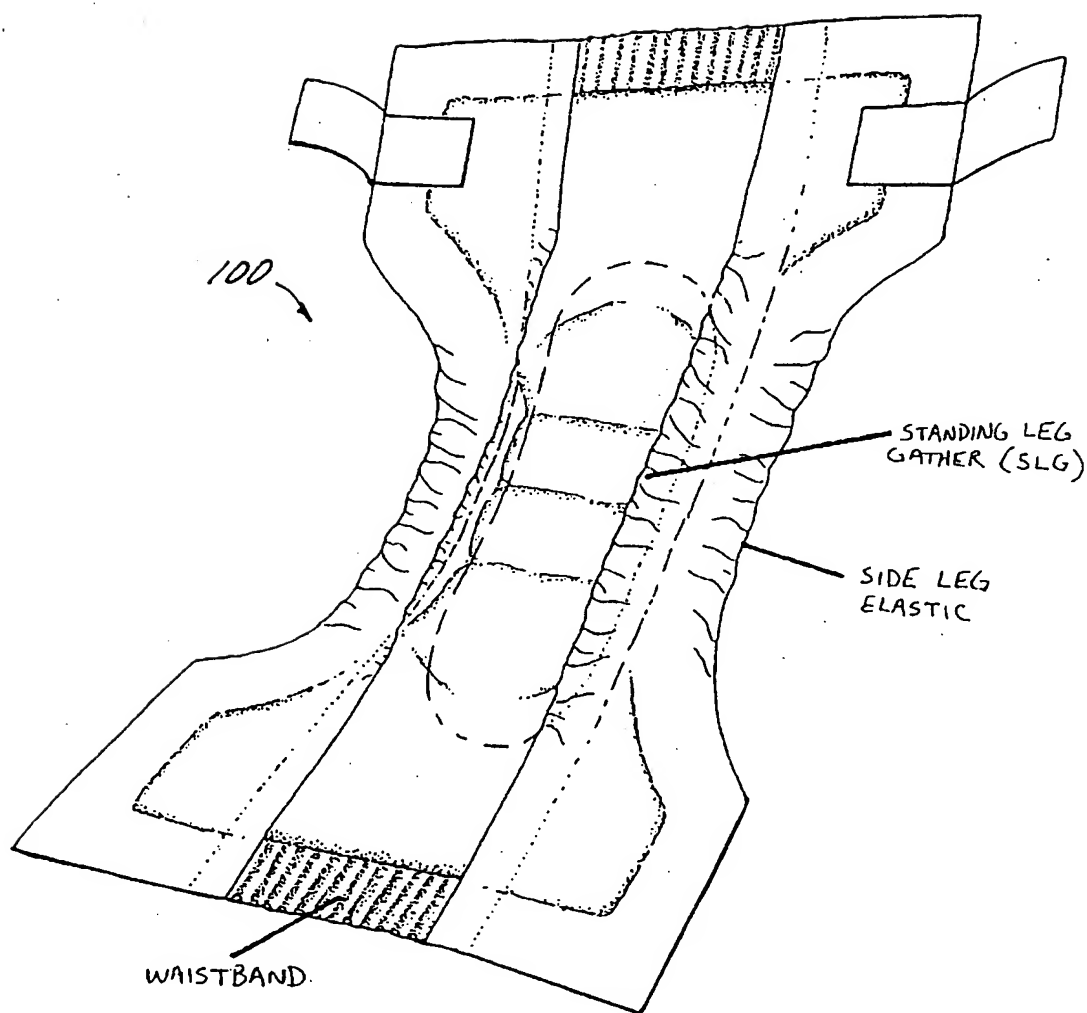 100
STANDING LEG
GATHER (SLG)
SIDE LEG
ELASTIC
WAISTBAND.